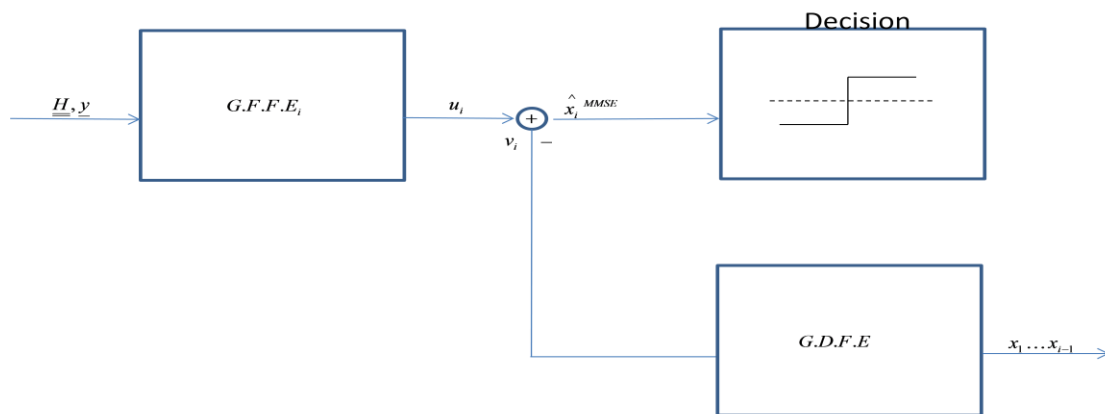 Decision
H, y
G.F.F.E_i
u_i
+
x̂_i^MMSE
v_i
−
G.D.F.E
x_1 … x_{i−1}